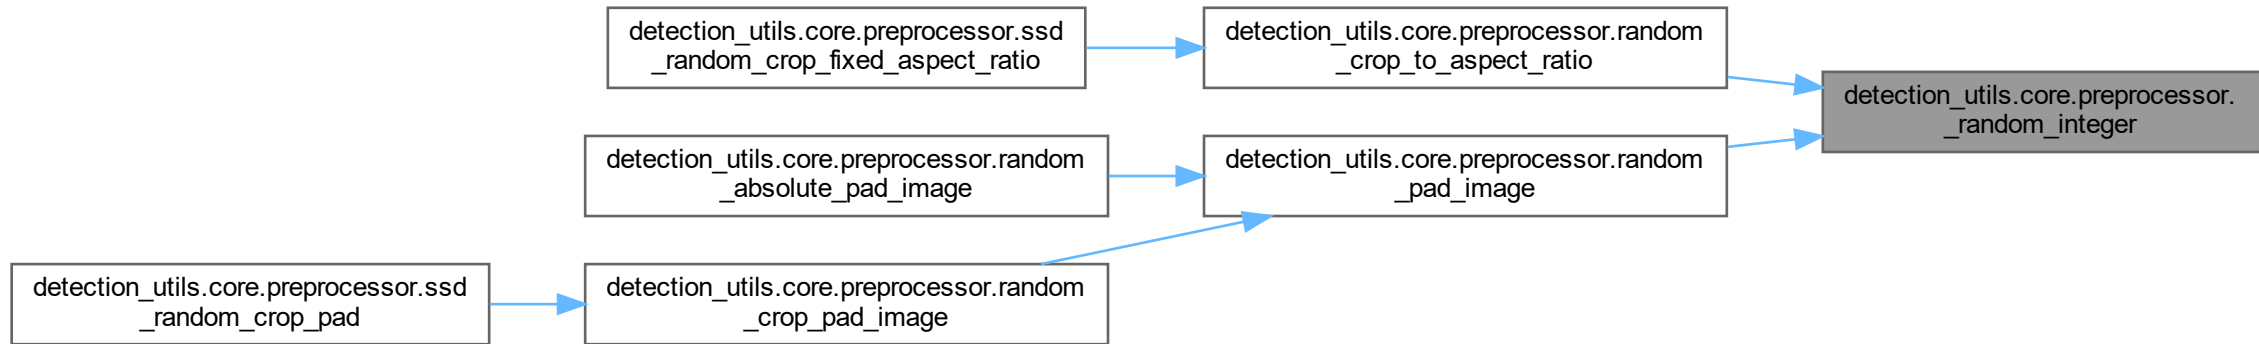 detection_utils.core.preprocessor.ssd
_random_crop_fixed_aspect_ratio
detection_utils.core.preprocessor.random
_crop_to_aspect_ratio
detection_utils.core.preprocessor.
_random_integer
detection_utils.core.preprocessor.random
_absolute_pad_image
detection_utils.core.preprocessor.random
_pad_image
detection_utils.core.preprocessor.ssd
_random_crop_pad
detection_utils.core.preprocessor.random
_crop_pad_image